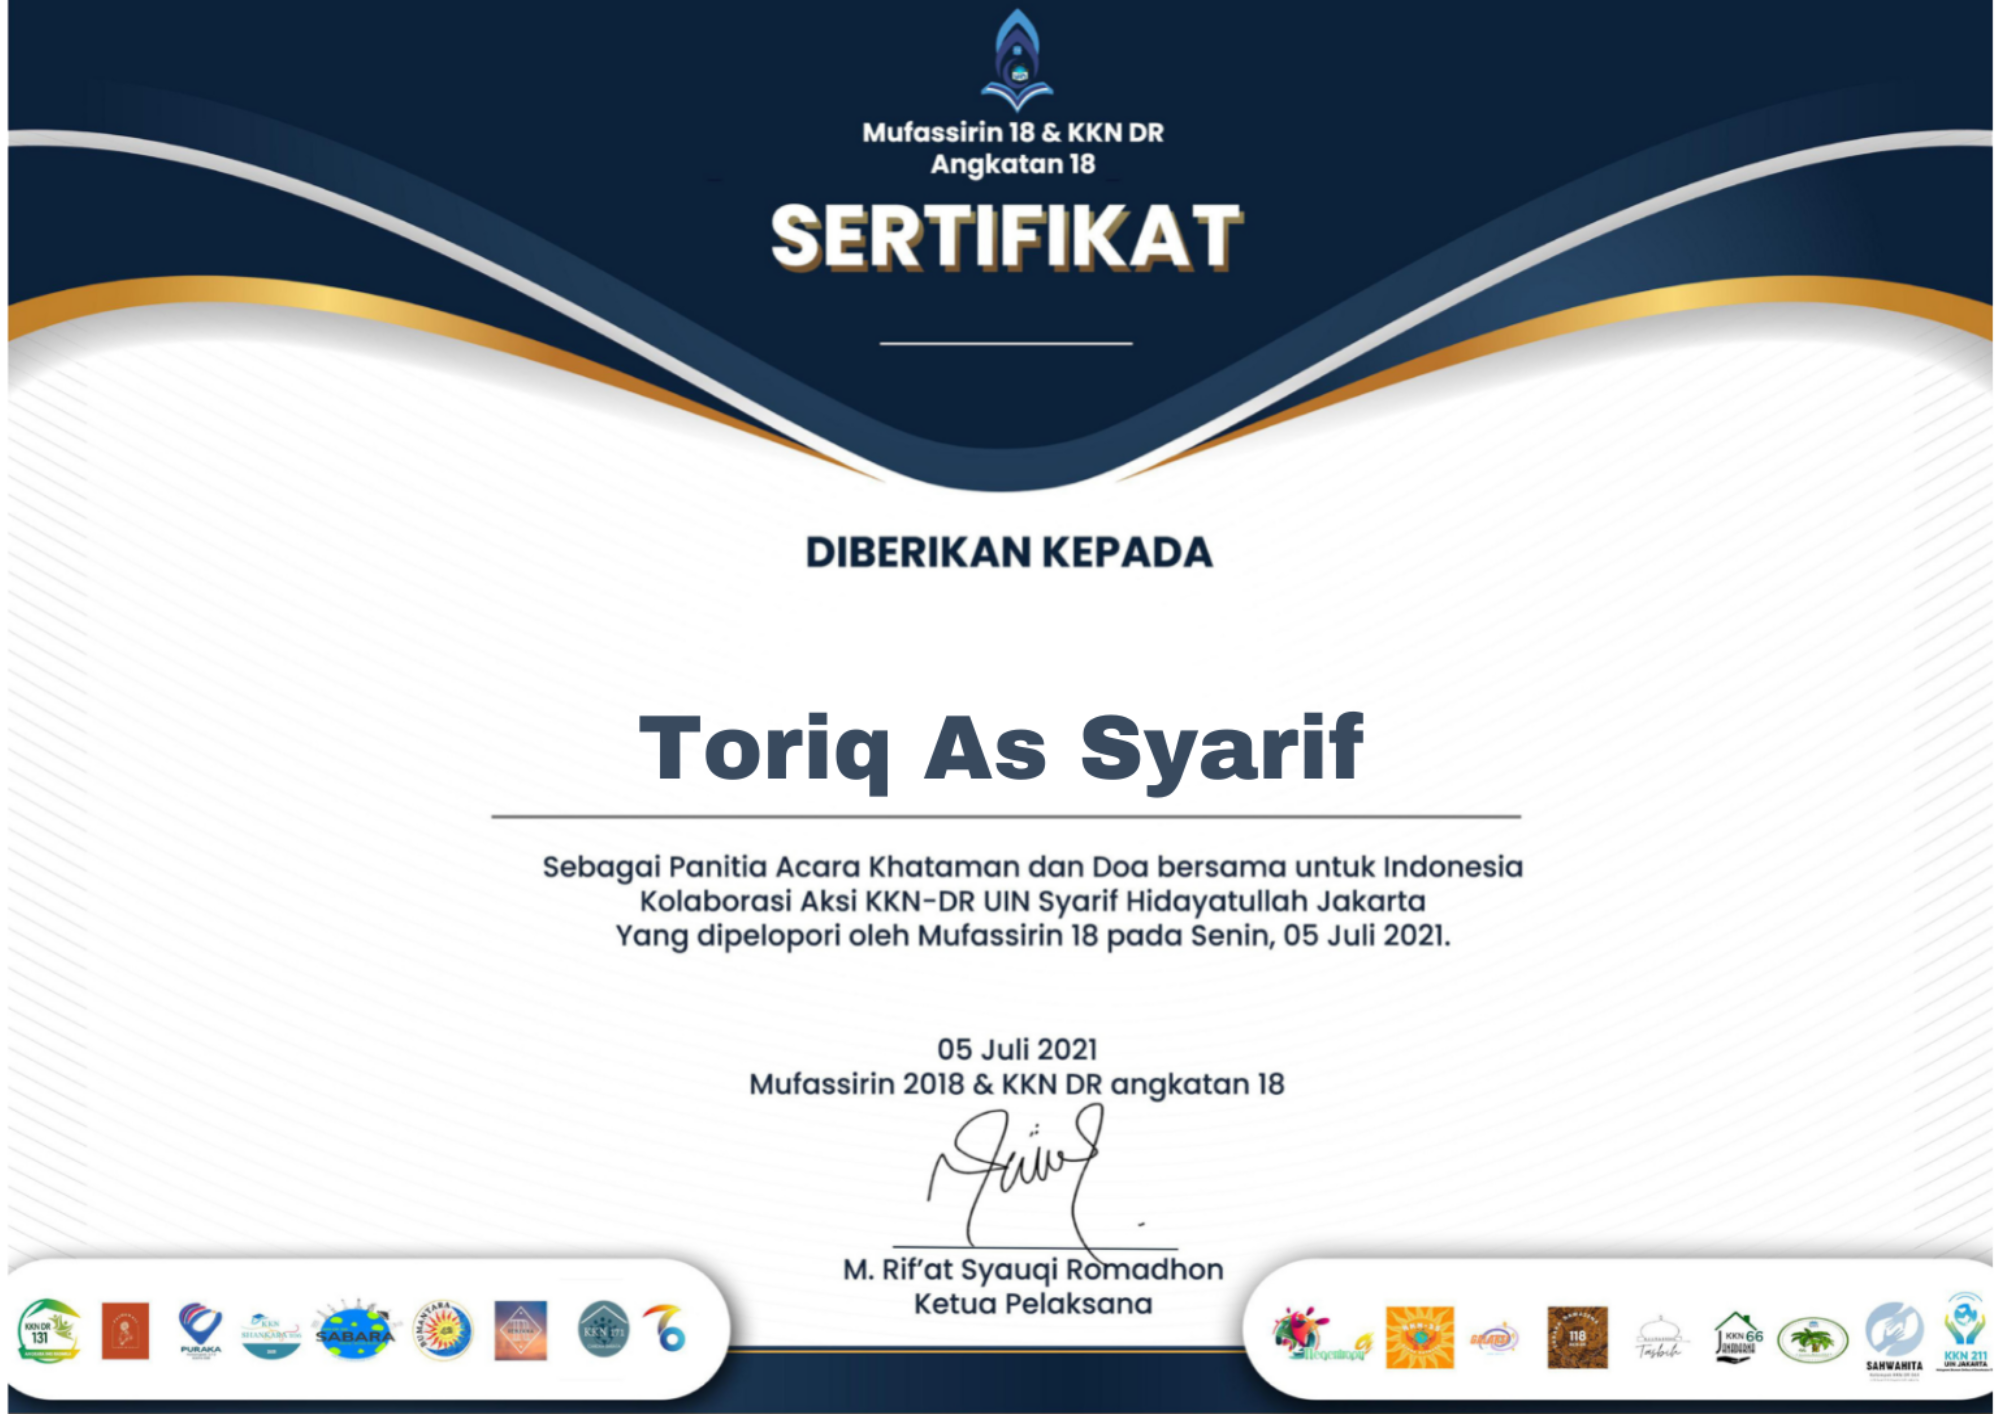 Mufassirin 18 & KKN DR
Angkatan 18
SERTIFIKAT
DIBERIKAN KEPADA
Toriq As Syarif
Sebagai Panitia Acara Khataman dan Doa bersama untuk Indonesia
Kolaborasi Aksi KKN-DR UIN Syarif Hidayatullah Jakarta
Yang dipelopori oleh Mufassirin 18 pada Senin, 05 Juli 2021.
05 Juli 2021
Mufassirin 2018 & KKN DR angkatan 18
M. Rif'at Syauqi Romadhon
Ketua Pelaksana
KKN DR
131
PURAKA
KKN
SABARA
KKN 171
118
Tasbih
KKN 66
SAHWAHITA
KKN 211
UIN JAKARTA